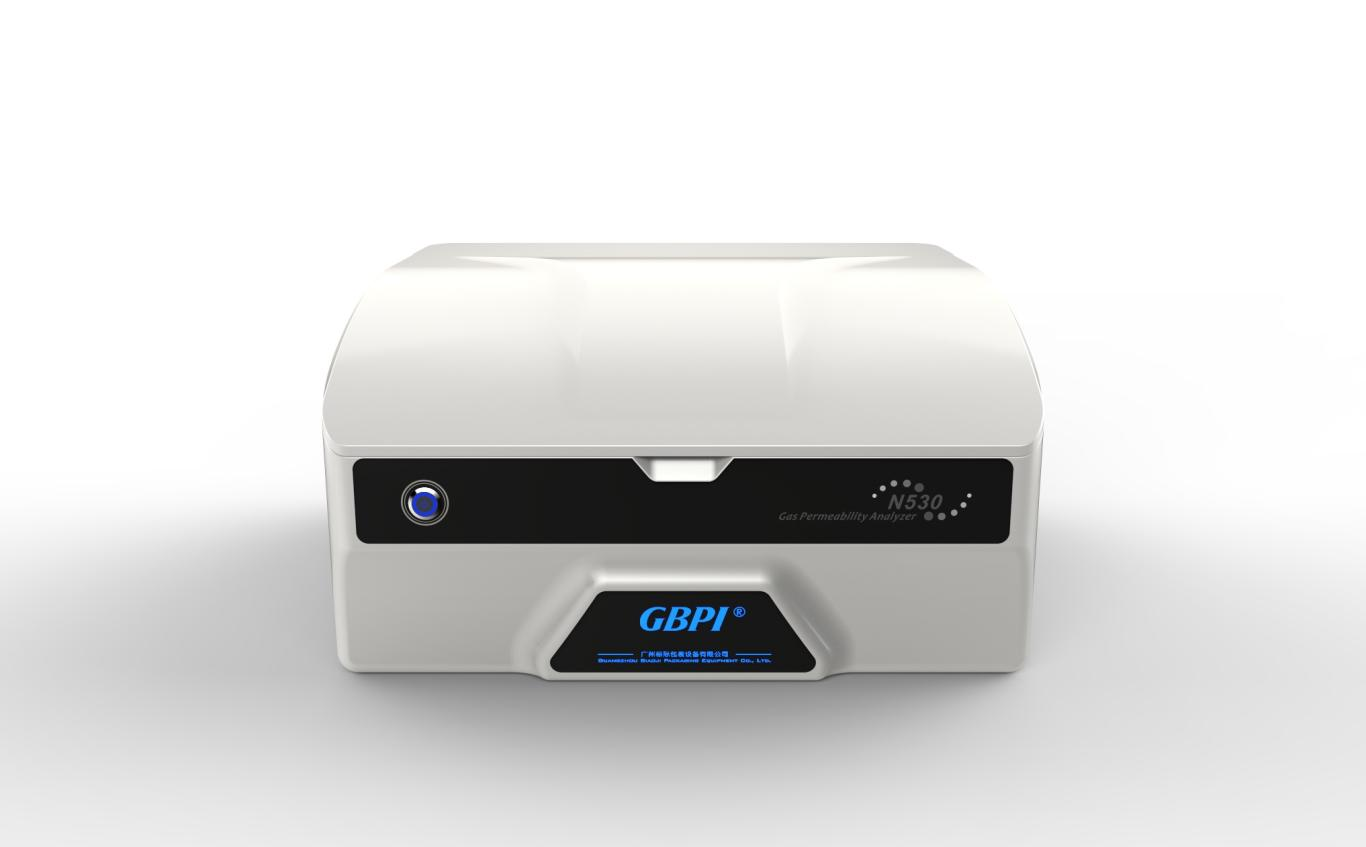 N530
Gas Permeability Analyzer
GBPI®
广州标际包装设备有限公司
Guangzhou Biaoji Packaging Equipment Co., Ltd.